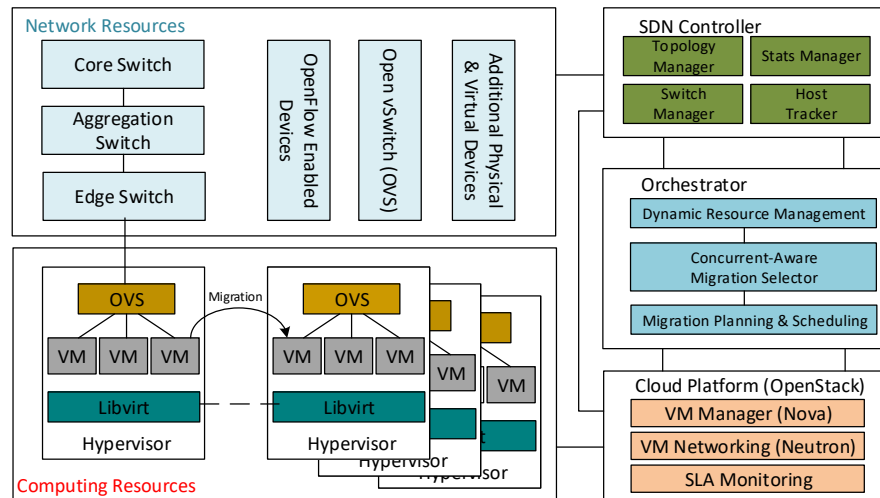 Network Resources
Core Switch
Aggregation
Switch
Edge Switch
OpenFlow Enabled
Devices
Open vSwitch (OVS)
Additional Physical
& Virtual Devices
SDN Controller
Topology
Manager
Stats Manager
Switch
Manager
Host
Tracker
Orchestrator
Dynamic Resource Management
Concurrent-Aware
Migration Selector
Migration Planning & Scheduling
Cloud Platform (OpenStack)
VM Manager (Nova)
VM Networking (Neutron)
SLA Monitoring
OVS
VM VM VM
Libvirt
Hypervisor
Migration
OVS
VM VM VM
Libvirt
Hypervisor
VM
Hypervisor
VM
t
Hypervisor
Computing Resources